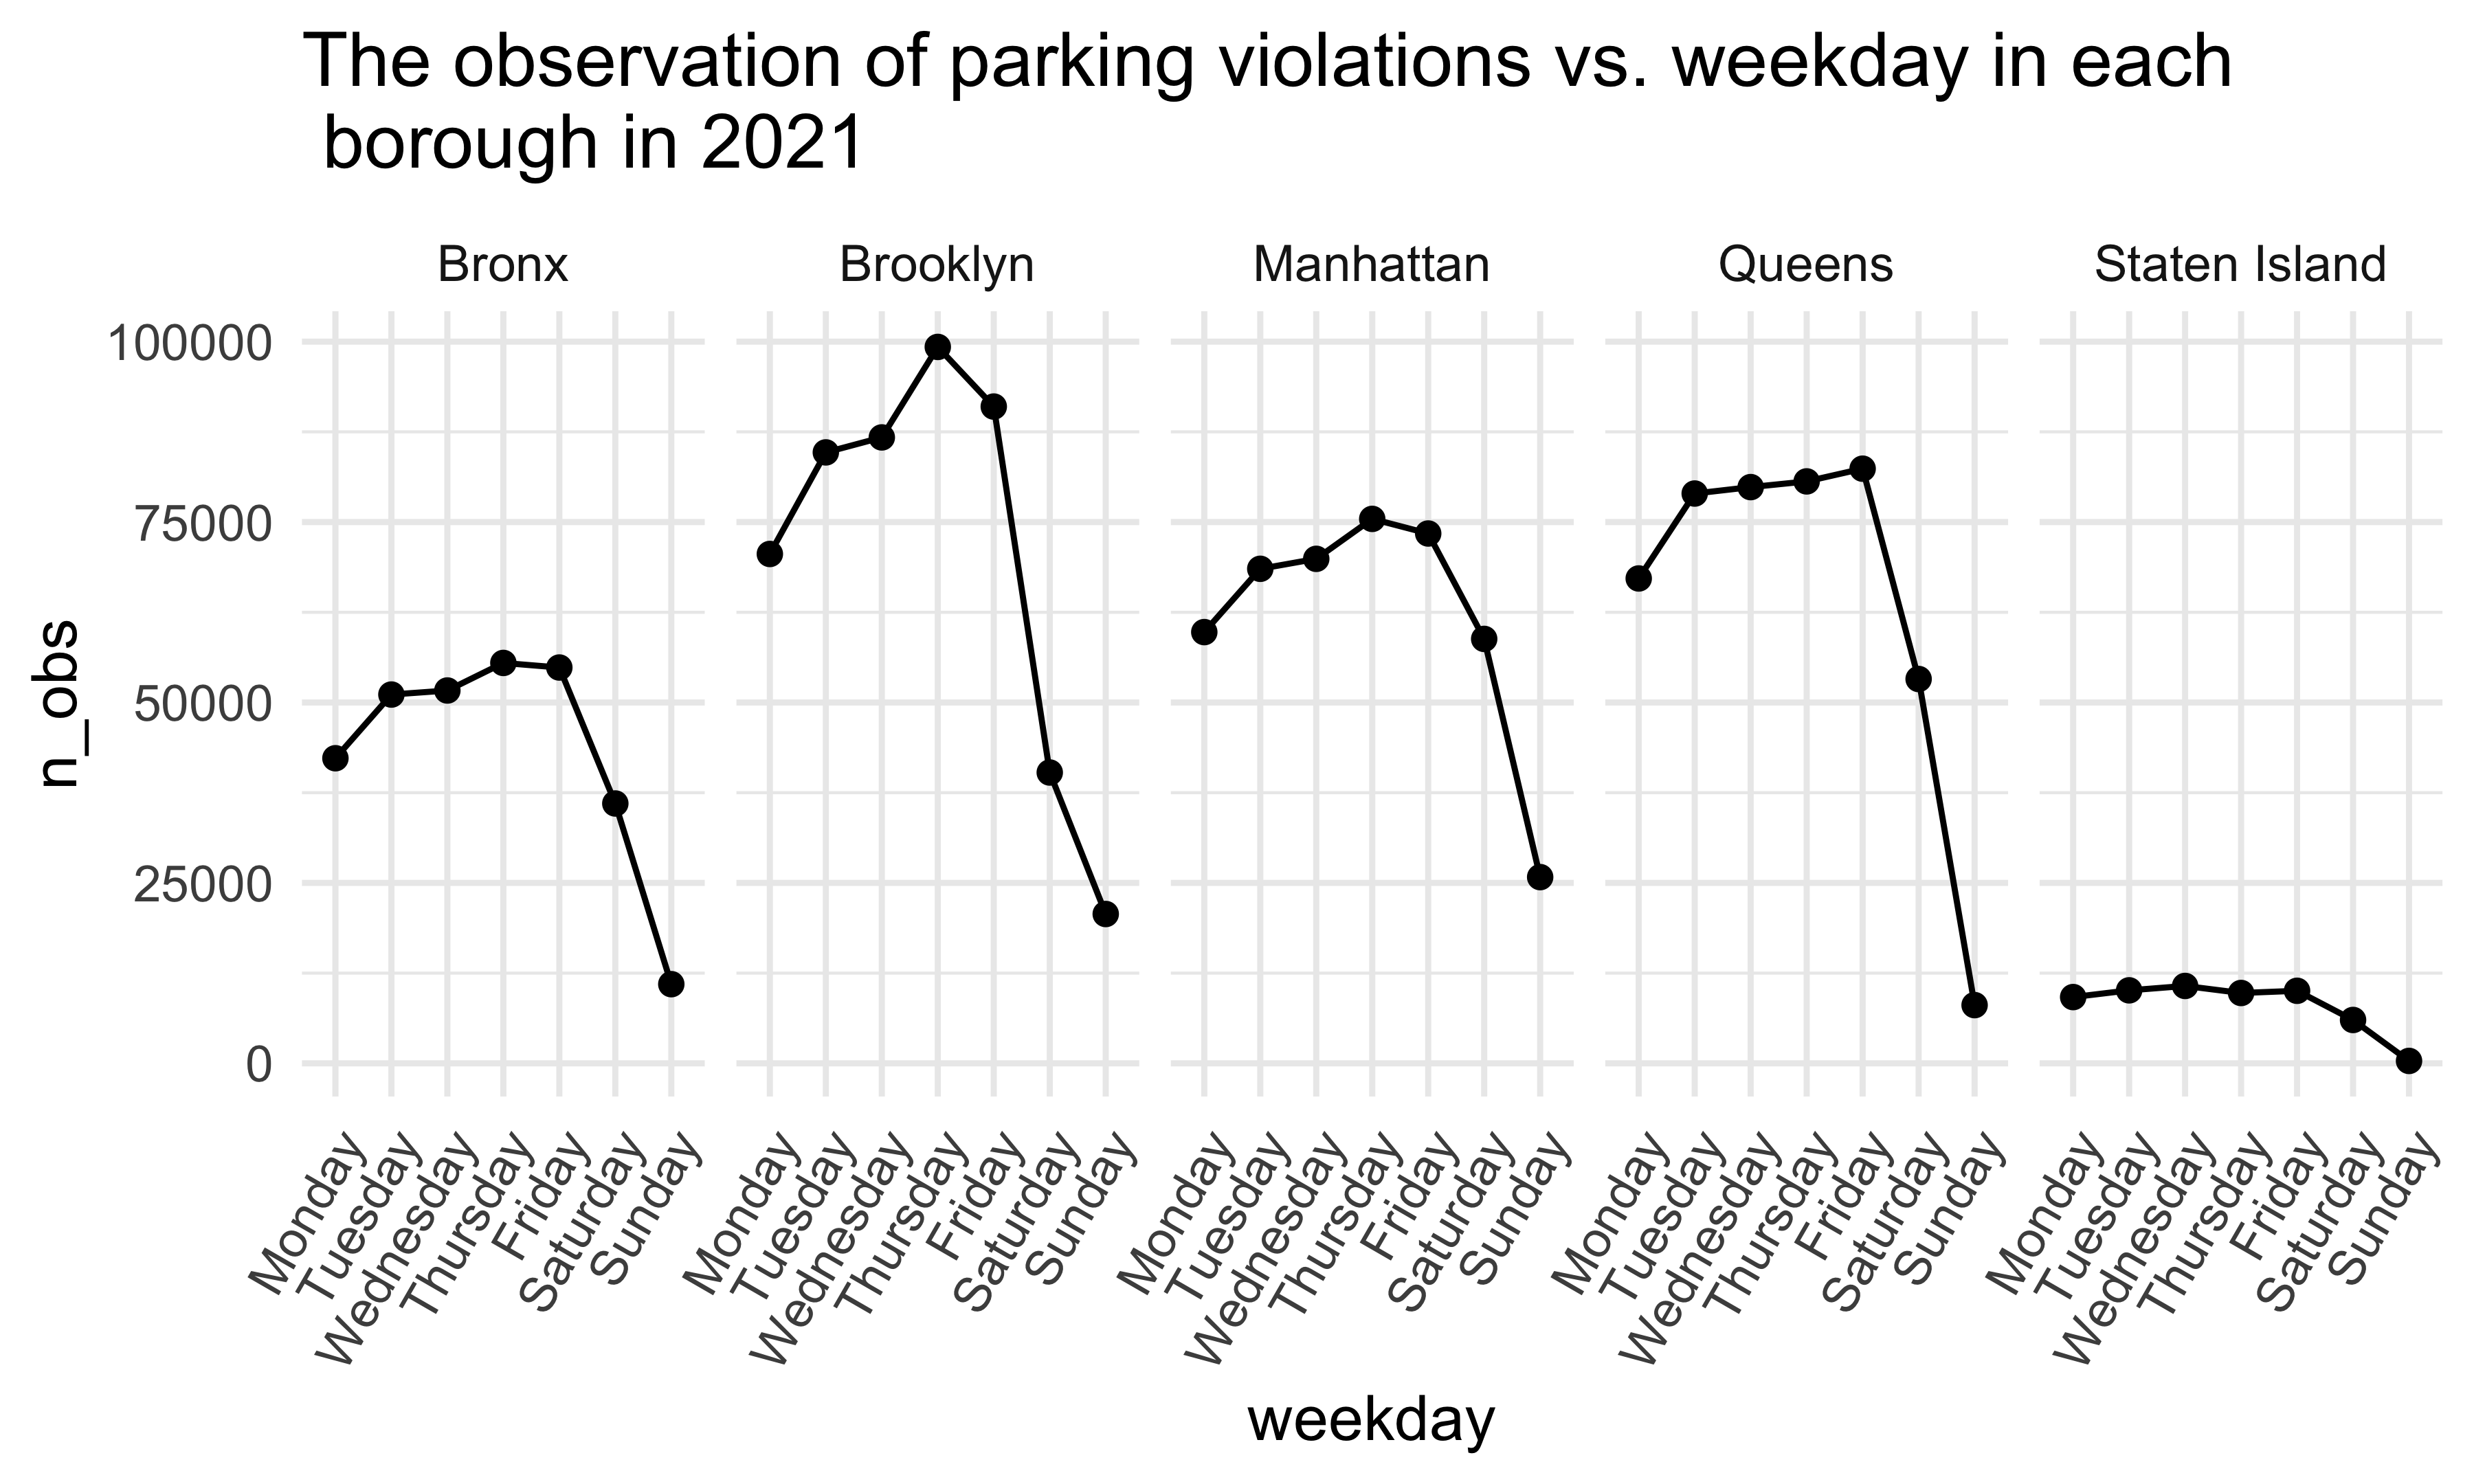 The observation of parking violations vs. weekday in each
borough in 2021
Bronx Brooklyn Manhattan Queens Staten Island
100000
75000
50000
25000
0
n_obs
Monday Tuesday Wednesday Thursday Friday Saturday Sunday Monday Tuesday Wednesday Thursday Friday Saturday Sunday Monday Tuesday Wednesday Thursday Friday Saturday Sunday Monday Tuesday Wednesday Thursday Friday Saturday Sunday Monday Tuesday Wednesday Thursday Friday Saturday Sunday
weekday